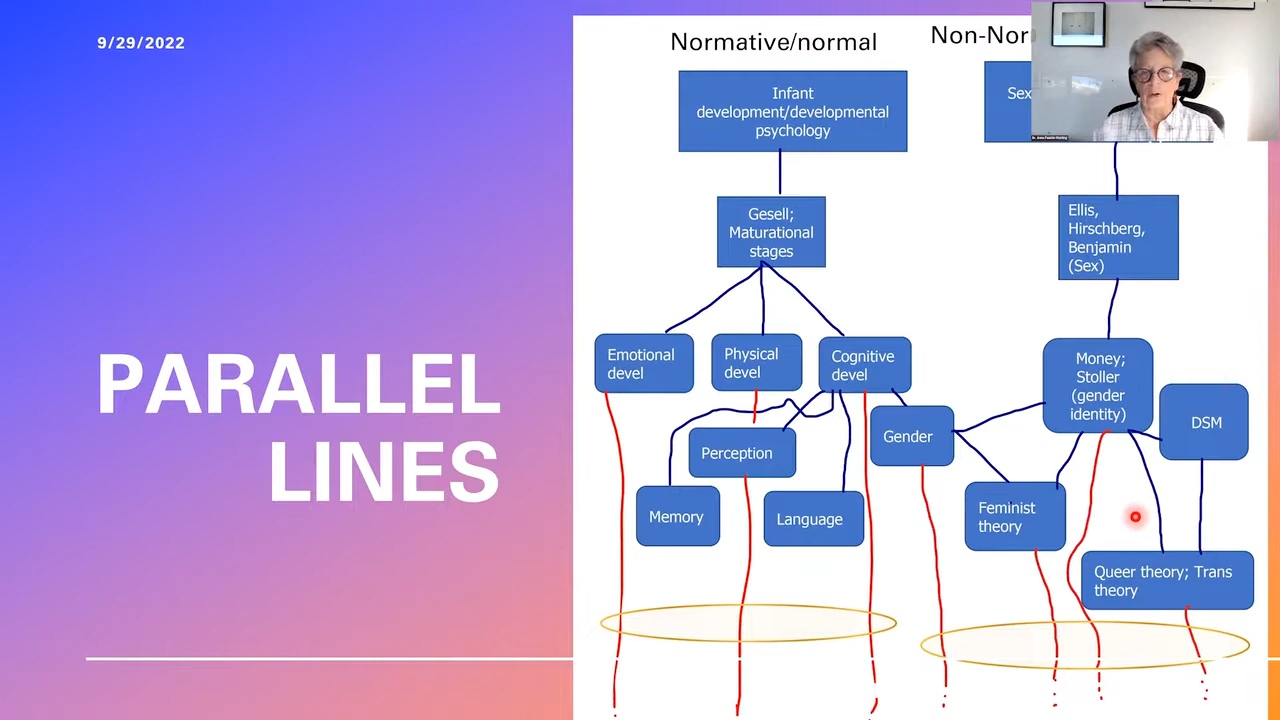 9/29/2022
PARALLEL
LINES
Normative/normal
Non-Nor
Infant
development/developmental
psychology
Sex
Gesell;
Maturational
stages
Ellis,
Hirschberg,
Benjamin
(Sex)
Emotional
devel
Physical
devel
Cognitive
devel
Money;
Stoller
(gender
identity)
DSM
Gender
Perception
Memory
Language
Feminist
theory
Queer theory; Trans
theory